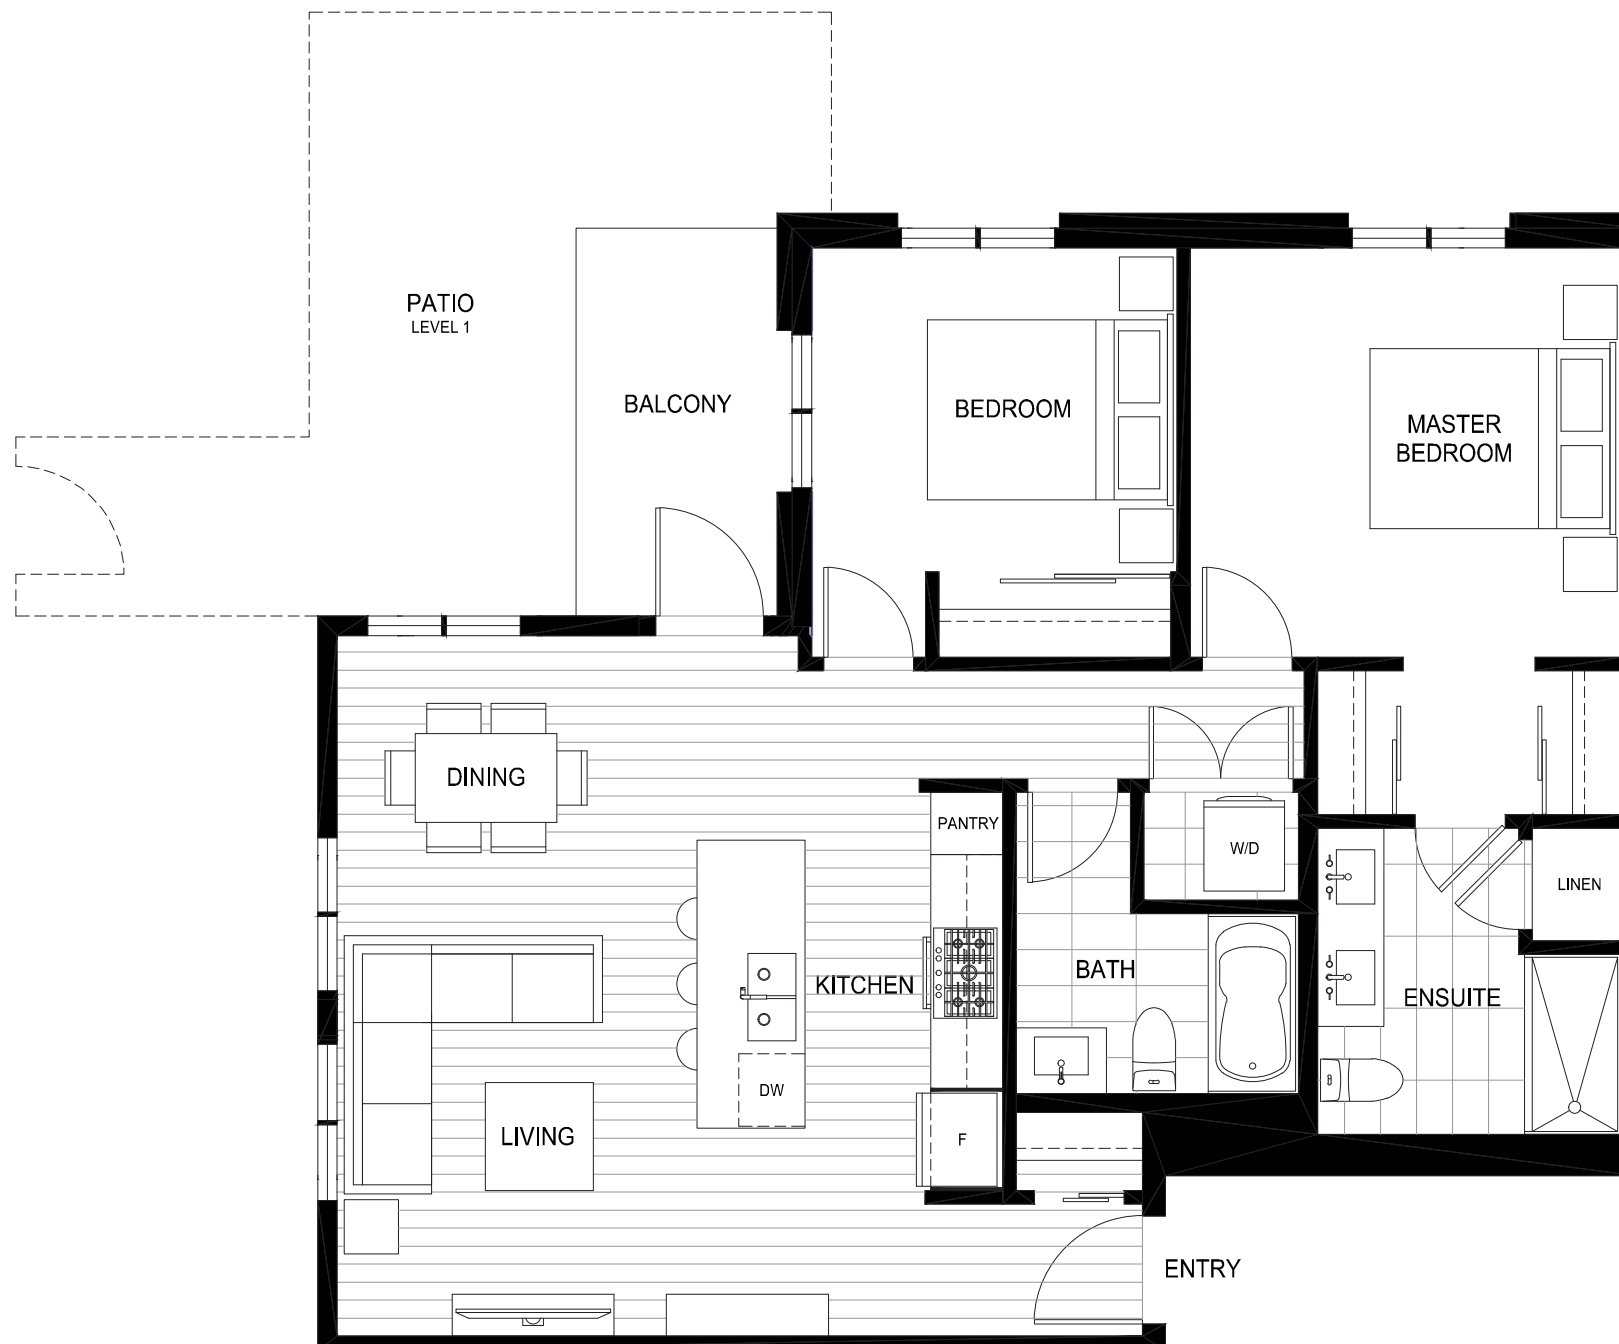 PATIO
LEVEL 1
BALCONY
BEDROOM
MASTER
BEDROOM
DINING
PANTRY
W/D
LINEN
KITCHEN
BATH
ENSUITE
DW
LIVING
F
ENTRY